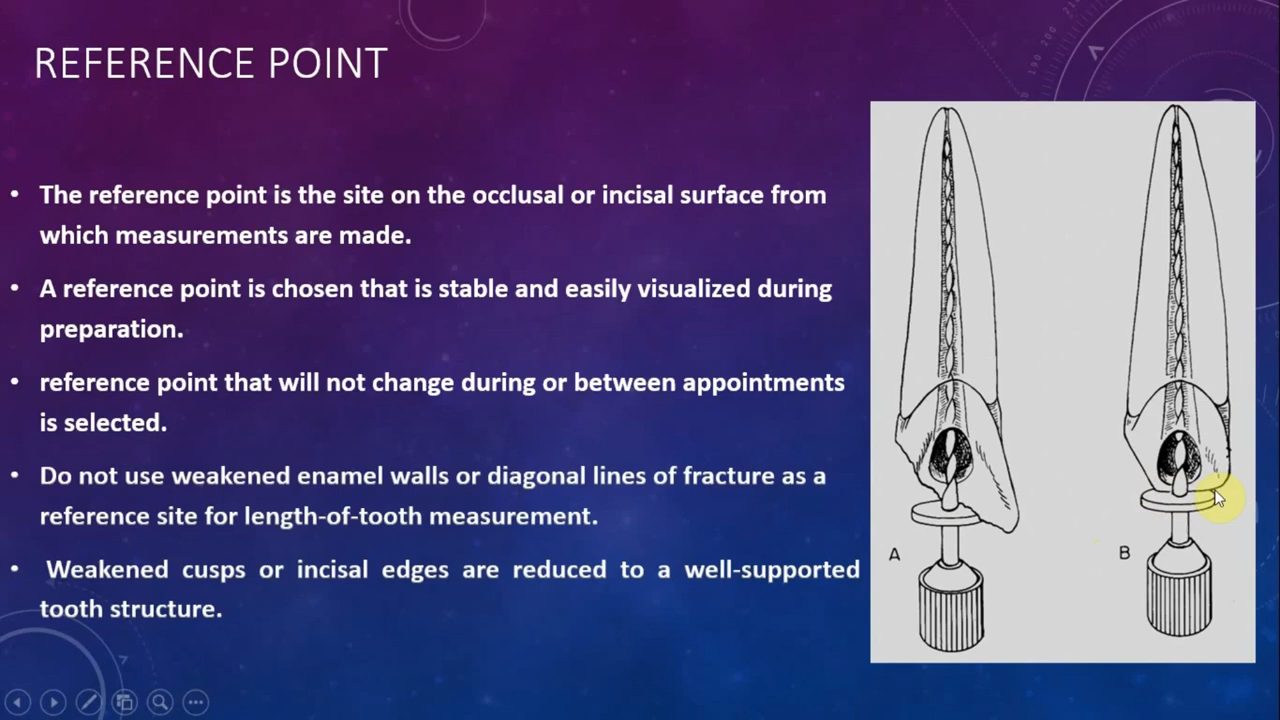 REFERENCE POINT
• The reference point is the site on the occlusal or incisal surface from
which measurements are made.
• A reference point is chosen that is stable and easily visualized during
preparation.
• reference point that will not change during or between appointments
is selected.
• Do not use weakened enamel walls or diagonal lines of fracture as a
reference site for length-of-tooth measurement.
• Weakened cusps or incisal edges are reduced to a well-supported
tooth structure.
A
B